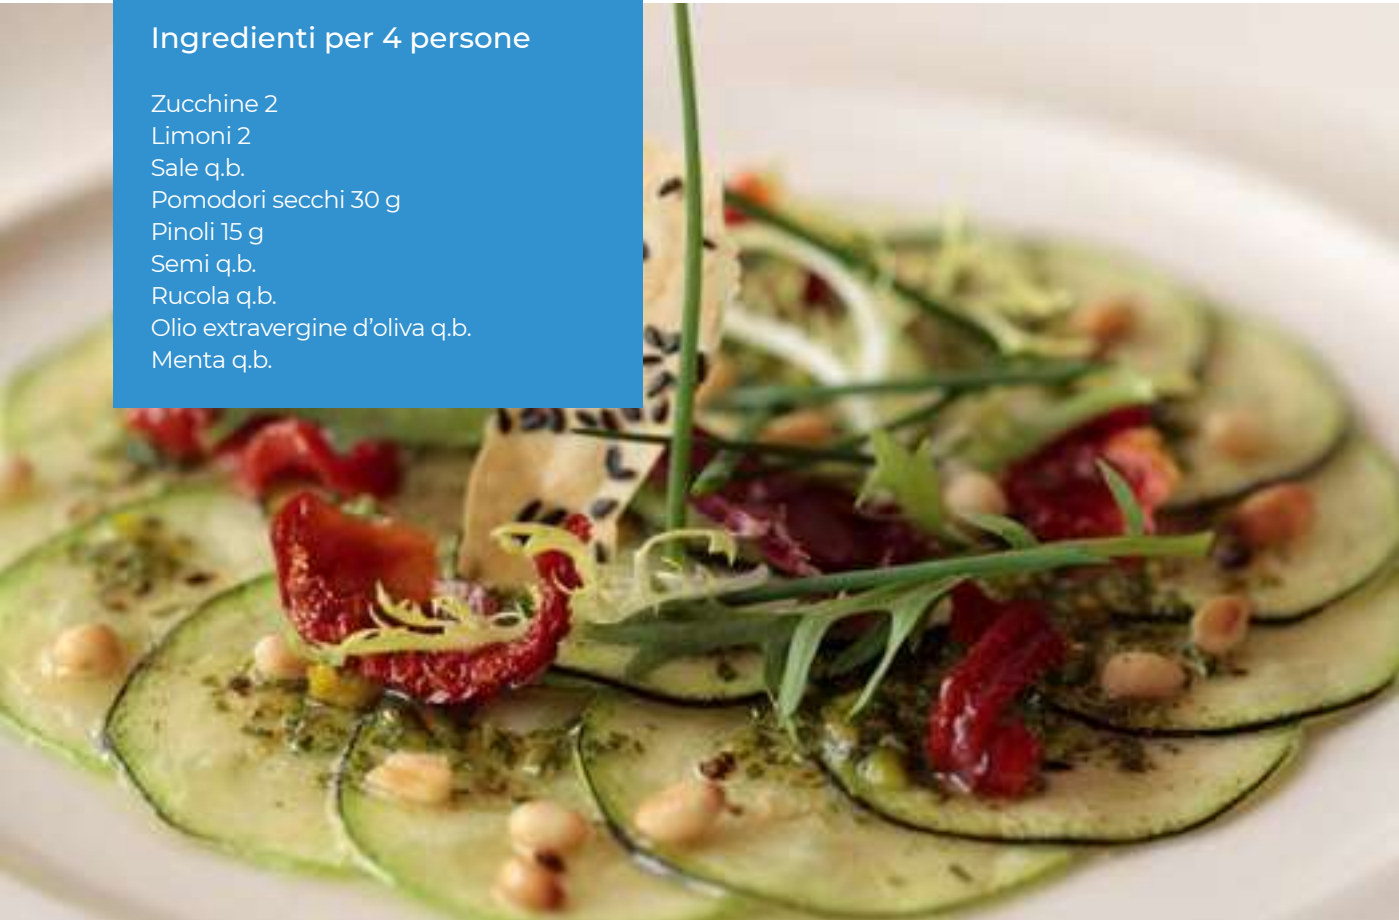 Ingredienti per 4 persone
Zucchine 2
Limoni 2
Sale q.b.
Pomodori secchi 30 g
Pinoli 15 g
Semi q.b.
Rucola q.b.
Olio extravergine d’oliva q.b.
Menta q.b.